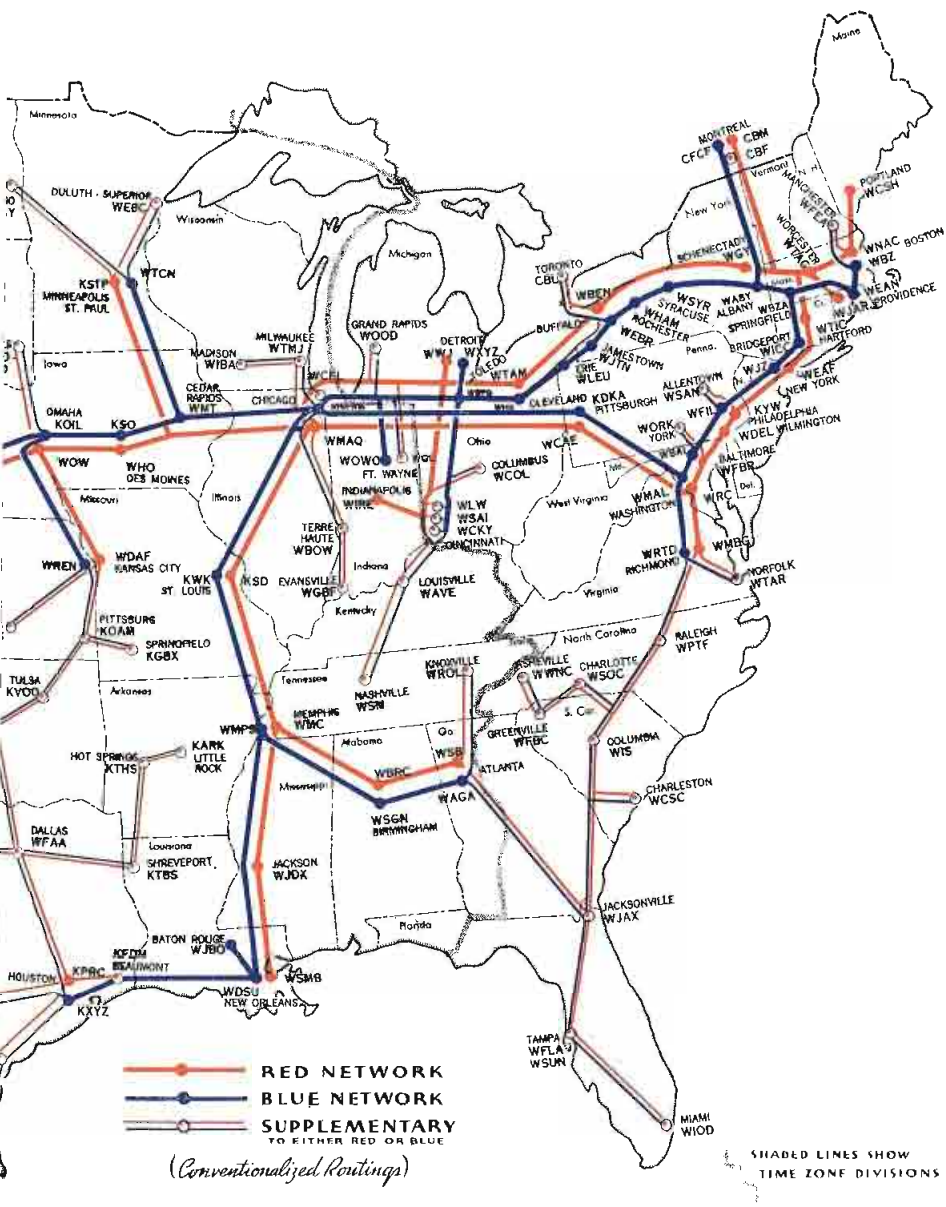 Maine
Minnesota
MONTREAL
CFCF
CBM
CBF
Vermont
N. H.
MANCHESTER
WFEA
PORTLAND
WCSH
DULUTH - SUPERIOR
WEBC
Wisconsin
New York
WORCESTER
WTAG
WNAC BOSTON
WBZ
WEAN
WJAR PROVIDENCE
Michigan
SCHENECTADY
WGY
TORONTO
CBL
KSTP
WTCN
MINNEAPOLIS
ST. PAUL
Mass.
WBEN
WSYR
SYRACUSE
WHAM
ROCHESTER
WABY
ALBANY
WBZA
SPRINGFIELD
BUFFALO
WEBR
WTIC
HARTFORD
BRIDGEPORT
WICC
MILWAUKEE
WTMJ
GRAND RAPIDS
WOOD
DETROIT
WWJ
WXYZ
JAMESTOWN
WJTN
Penna.
MADISON
WIBA
Iowa
TOLEDO
WTAM
ERIE
WLEU
WJZ
WEAF
NEW YORK
ALLENTOWN
WSAN
CEDAR
RAPIDS
WMT
CHICAGO
CLEVELAND
KDKA
PITTSBURGH
WFIL
KYW
PHILADELPHIA
WDEL WILMINGTON
OMAHA
KOIL
KSO
WORK
YORK
WOW
WHO
DES MOINES
WMAQ
WOWO
FT. WAYNE
Ohio
WCAE
BALTIMORE
WFBR
Md.
Del.
COLUMBUS
WCOL
Missouri
Illinois
INDIANAPOLIS
WIRE
West Virginia
WMAL
WASHINGTON
WRC
WLW
WSAI
WCKY
CINCINNATI
TERRE
HAUTE
WBOW
WDAF
KANSAS CITY
WREN
WRTD
RICHMOND
WMBG
KWK
ST. LOUIS
KSD
EVANSVILLE
WGBF
Indiana
LOUISVILLE
WAVE
NORFOLK
WTAR
Virginia
Kentucky
PITTSBURG
KOAM
SPRINGFIELD
KGBX
North Carolina
RALEIGH
WPTF
TULSA
KVOO
Arkansas
Tennessee
NASHVILLE
WSM
KNOXVILLE
WROL
ASHEVILLE
WWNC
CHARLOTTE
WSOC
S. Car.
WMPS
MEMPHIS
WMC
GREENVILLE
WFBC
COLUMBIA
WIS
Alabama
Ga
HOT SPRINGS
KTHS
KARK
LITTLE
ROCK
WSB
ATLANTA
WBRC
WAGA
Mississippi
WSGN
BIRMINGHAM
CHARLESTON
WCSC
DALLAS
WFAA
Louisiana
SHREVEPORT
KTBS
JACKSON
WJDX
JACKSONVILLE
WJAX
Florida
BATON ROUGE
WJBO
KFDM
BEAUMONT
HOUSTON
KPRC
WDSU
WSMB
NEW ORLEANS
KXYZ
TAMPA
WFLA
WSUN
MIAMI
WIOD
RED NETWORK
BLUE NETWORK
SUPPLEMENTARY
TO EITHER RED OR BLUE
(Conventionalized Routings)
SHADED LINES SHOW
TIME ZONE DIVISIONS